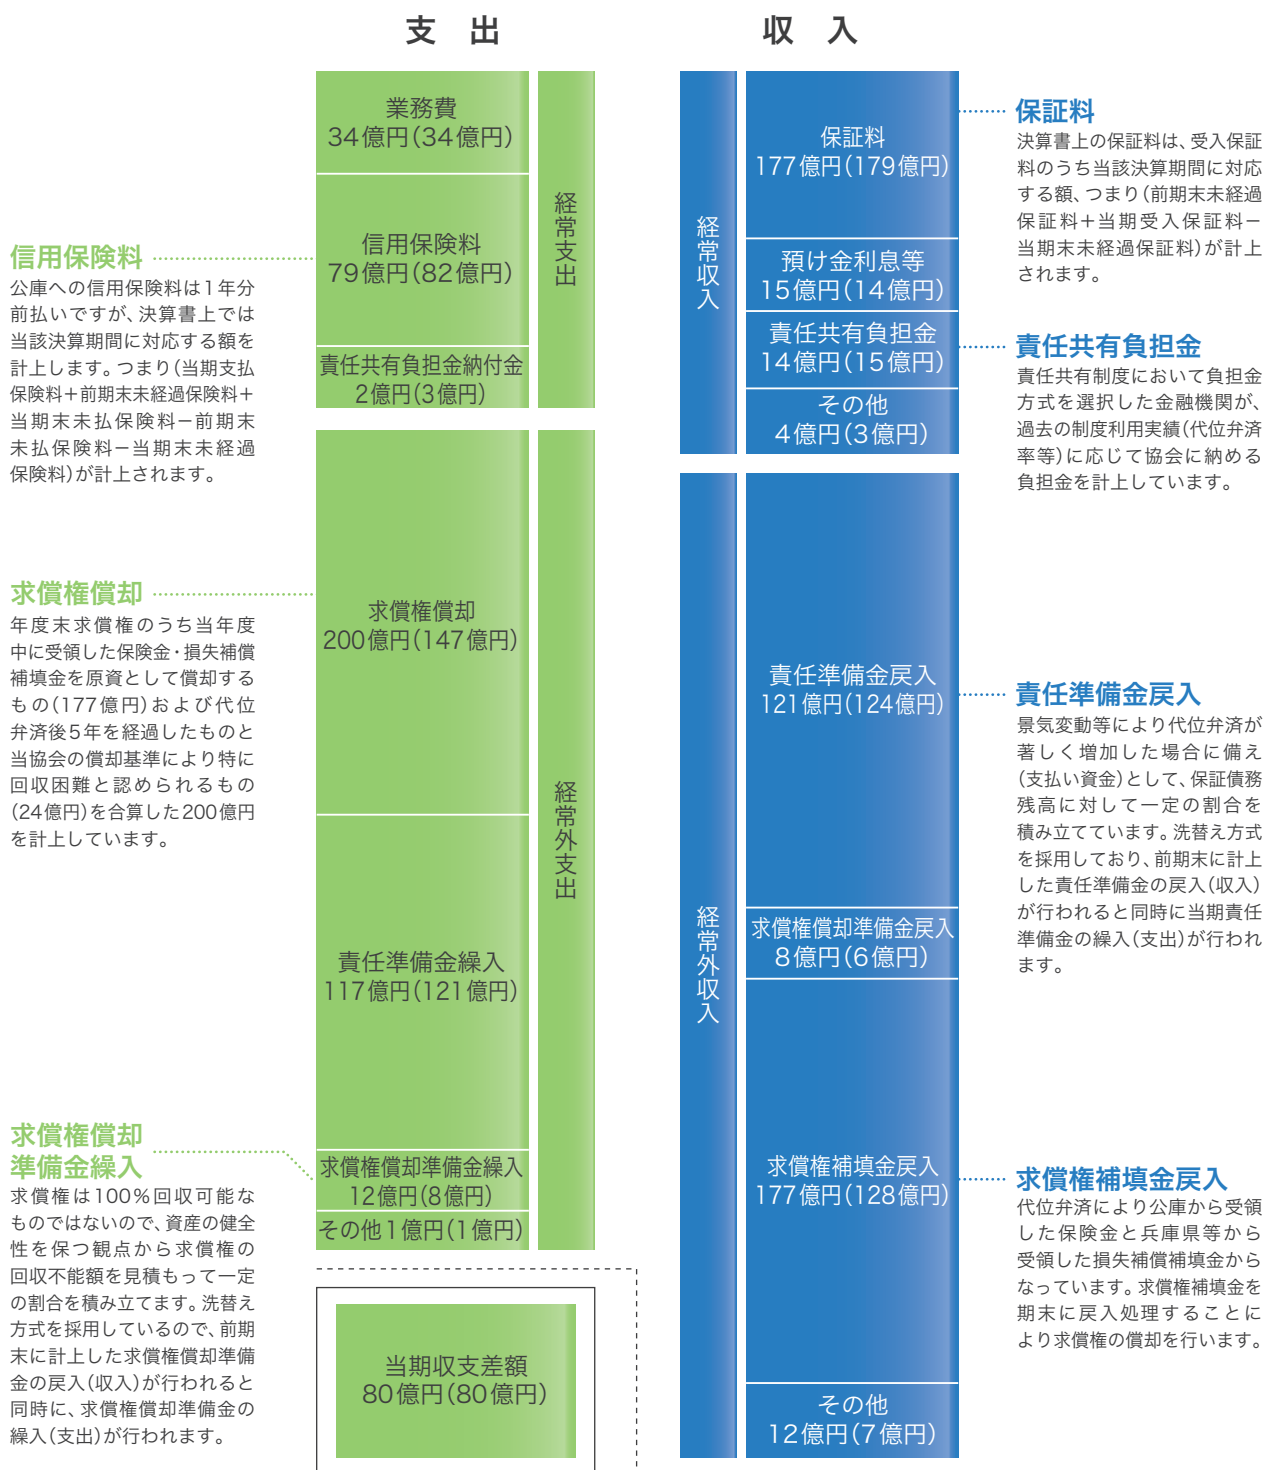 支 出
業務費
34億円(34億円)
信用保険料
79億円(82億円)
責任共有負担金納付金
2億円(3億円)
経常支出
求償権償却
200億円(147億円)
責任準備金繰入
117億円(121億円)
求償権償却準備金繰入
12億円(8億円)
その他1億円(1億円)
経常外支出
当期収支差額
80億円(80億円)
信用保険料
公庫への信用保険料は1年分
前払いですが、決算書上では
当該決算期間に対応する額を
計上します。つまり(当期支払
保険料+前期末未経過保険料+
当期末未払保険料-前期末
未払保険料-当期末未経過
保険料)が計上されます。
求償権償却
年度末求償権のうち当年度
中に受領した保険金・損失補償
補填金を原資として償却する
もの(177億円)および代位
弁済後5年を経過したものと
当協会の償却基準により特に
回収困難と認められるもの
(24億円)を合算した200億円
を計上しています。
求償権償却
準備金繰入
求償権は100%回収可能な
ものではないので、資産の健全
性を保つ観点から求償権の
回収不能額を見積もって一定
の割合を積み立てます。洗替え
方式を採用しているので、前期
末に計上した求償権償却準備
金の戻入(収入)が行われると
同時に、求償権償却準備金の
繰入(支出)が行われます。
収 入
経常収入
保証料
177億円(179億円)
預け金利息等
15億円(14億円)
責任共有負担金
14億円(15億円)
その他
4億円(3億円)
経常外収入
責任準備金戻入
121億円(124億円)
求償権償却準備金戻入
8億円(6億円)
求償権補填金戻入
177億円(128億円)
その他
12億円(7億円)
保証料
決算書上の保証料は、受入保証
料のうち当該決算期間に対応
する額、つまり(前期末未経過
保証料+当期受入保証料-
当期末未経過保証料)が計上
されます。
責任共有負担金
責任共有制度において負担金
方式を選択した金融機関が、
過去の制度利用実績(代位弁済
率等)に応じて協会に納める
負担金を計上しています。
責任準備金戻入
景気変動等により代位弁済が
著しく増加した場合に備え
(支払い資金)として、保証債務
残高に対して一定の割合を
積み立てています。洗替え方式
を採用しており、前期末に計上
した責任準備金の戻入(収入)
が行われると同時に当期責任
準備金の繰入(支出)が行われ
ます。
求償権補填金戻入
代位弁済により公庫から受領
した保険金と兵庫県等から
受領した損失補償補填金から
なっています。求償権補填金を
期末に戻入処理することに
より求償権の償却を行います。